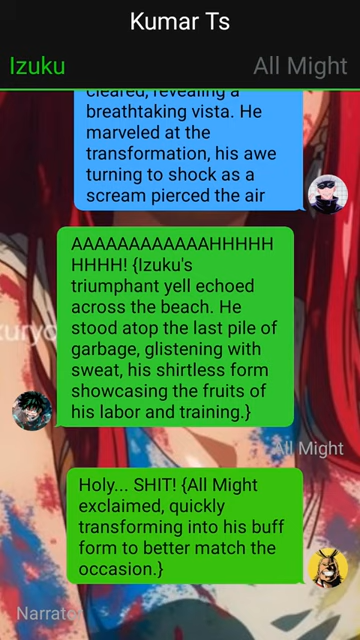 Kumar Ts
Izuku
All Might
cleared, revealing a
breathtaking vista. He
marveled at the
transformation, his awe
turning to shock as a
scream pierced the air
AAAAAAAAAAAAHHHHH
HHHH! {Izuku's
triumphant yell echoed
across the beach. He
stood atop the last pile of
garbage, glistening with
sweat, his shirtless form
showcasing the fruits of
his labor and training.}
All Might
Holy... SHIT! {All Might
exclaimed, quickly
transforming into his buff
form to better match the
occasion.}